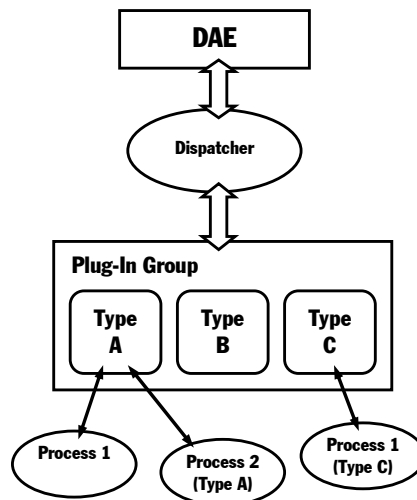 DAE
Dispatcher
Plug-In Group
Type
A
Type
B
Type
C
Process 1
Process 2
(Type A)
Process 1
(Type C)